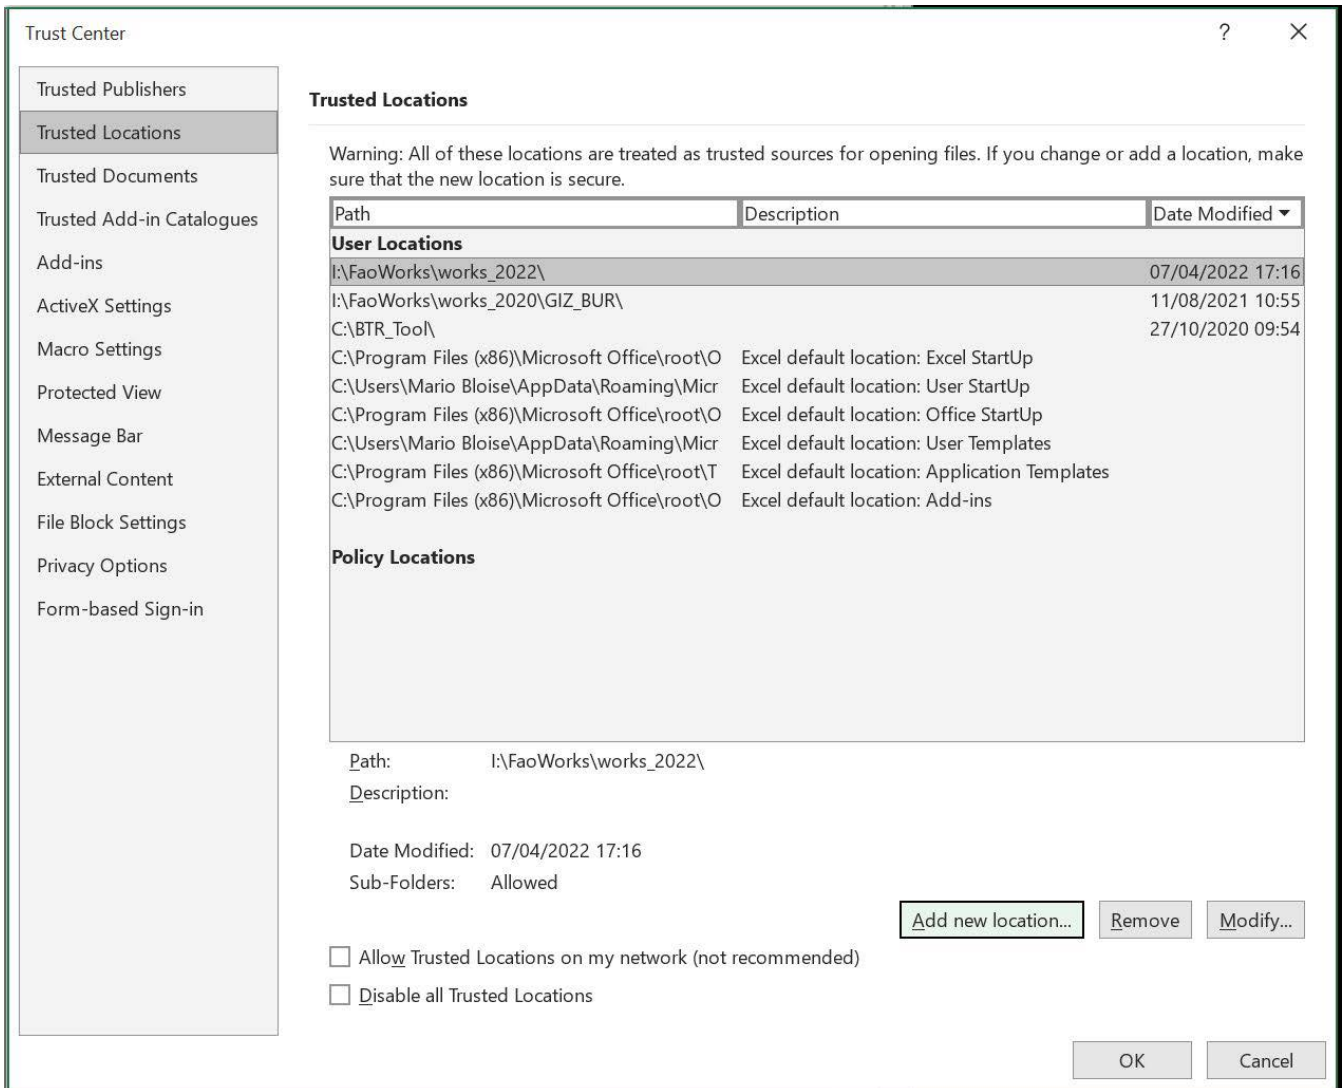 Trust Center
?
Trusted Publishers
Trusted Locations
Trusted Documents
Trusted Add-in Catalogues
Add-ins
ActiveX Settings
Macro Settings
Protected View
Message Bar
External Content
File Block Settings
Privacy Options
Form-based Sign-in
Trusted Locations
Warning: All of these locations are treated as trusted sources for opening files. If you change or add a location, make
sure that the new location is secure.
Path Description Date Modified
User Locations
I:\FaoWorks\works_2022\ 07/04/2022 17:16
I:\FaoWorks\works_2020\GIZ_BUR\ 11/08/2021 10:55
C:\BTR_Tool\ 27/10/2020 09:54
C:\Program Files (x86)\Microsoft Office\root\O Excel default location: Excel StartUp
C:\Users\Mario Bloise\AppData\Roaming\Micr Excel default location: User StartUp
C:\Program Files (x86)\Microsoft Office\root\O Excel default location: Office StartUp
C:\Users\Mario Bloise\AppData\Roaming\Micr Excel default location: User Templates
C:\Program Files (x86)\Microsoft Office\root\T Excel default location: Application Templates
C:\Program Files (x86)\Microsoft Office\root\O Excel default location: Add-ins
Policy Locations
Path: I:\FaoWorks\works_2022\
Description:
Date Modified: 07/04/2022 17:16
Sub-Folders: Allowed
Add new location... Remove Modify...
Allow Trusted Locations on my network (not recommended)
Disable all Trusted Locations
OK Cancel